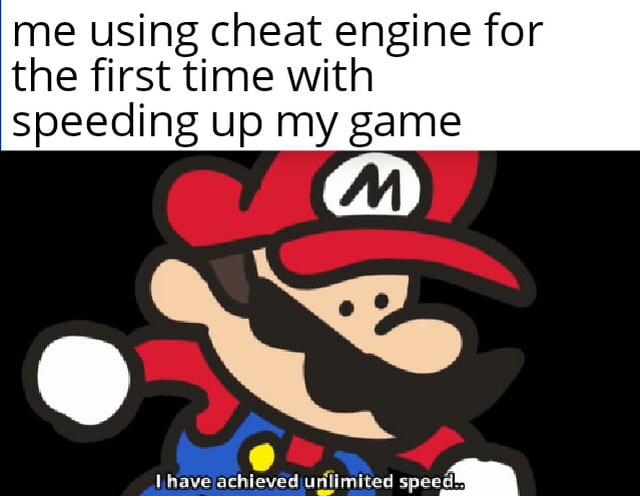 me using cheat engine for
the first time with
speeding up my game
M
I have achieved unlimited speed..